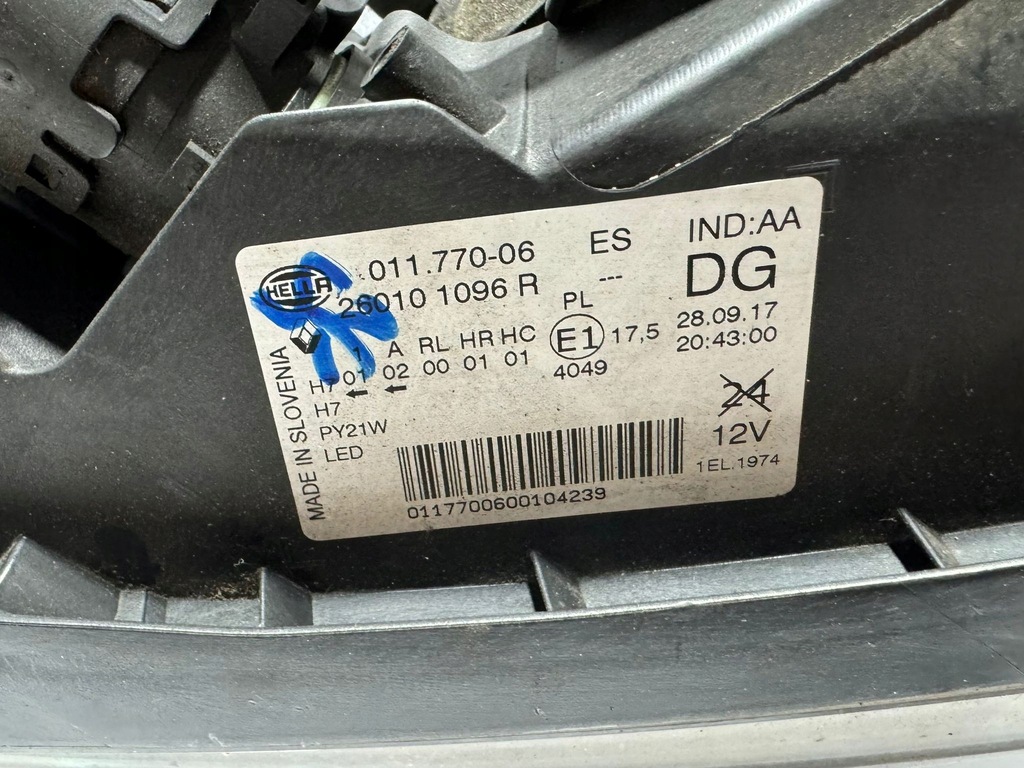 HELLA
011.770-06
26010 1096 R
ES
---
IND:AA
DG
28.09.17
20:43:00
1 A RL HR HC
H7 01 02 00 01 01
← ←
PL
E1 17,5
4049
H7
PY21W
LED
24
12V
1EL.1974
0117700600104239
MADE IN SLOVENIA